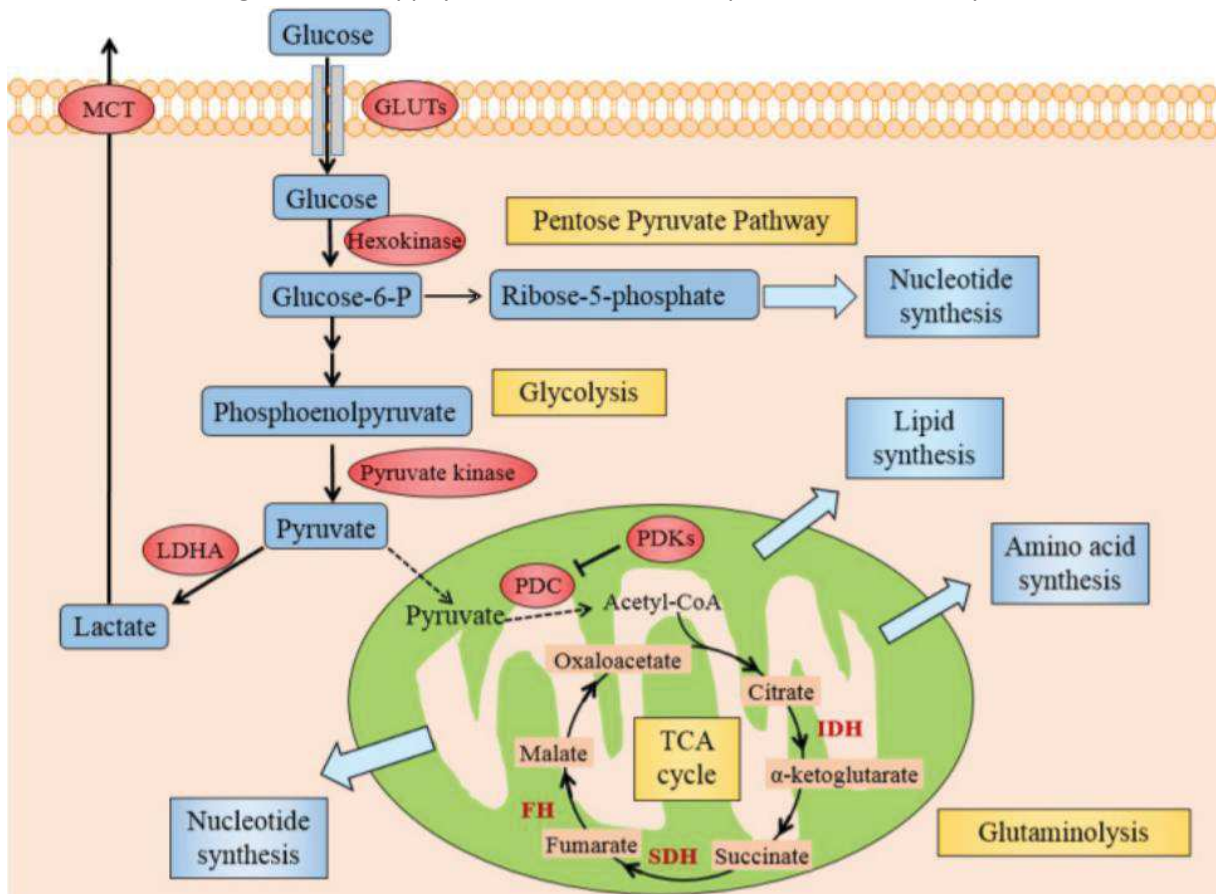 Glucose
MCT
GLUTs
Glucose
Hexokinase
Pentose Pyruvate Pathway
Glucose-6-P
Ribose-5-phosphate
Nucleotide
synthesis
Glycolysis
Phosphoenolpyruvate
Lipid
synthesis
Pyruvate kinase
Pyruvate
LDHA
PDKs
PDC
Amino acid
synthesis
Pyruvate
Acetyl-CoA
Lactate
Oxaloacetate
Citrate
IDH
TCA
cycle
Malate
α-ketoglutarate
FH
Fumarate
SDH
Succinate
Nucleotide
synthesis
Glutaminolysis